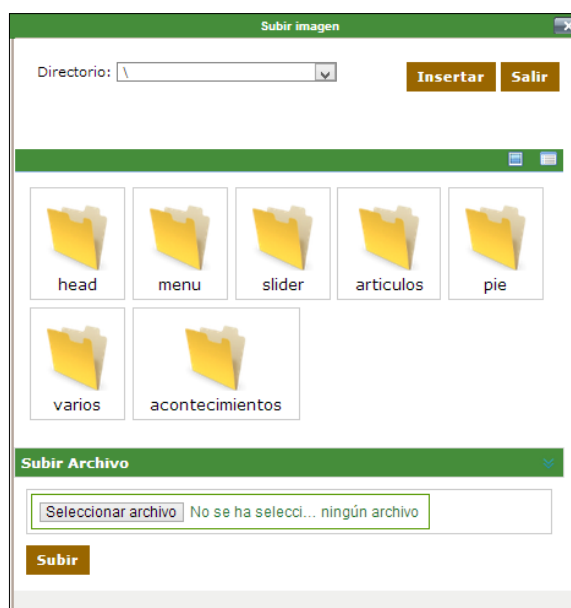 Subir imagen
Directorio: \
Insertar Salir
head menu slider articulos pie
varios acontecimientos
Subir Archivo
Seleccionar archivo No se ha selecci... ningún archivo
Subir